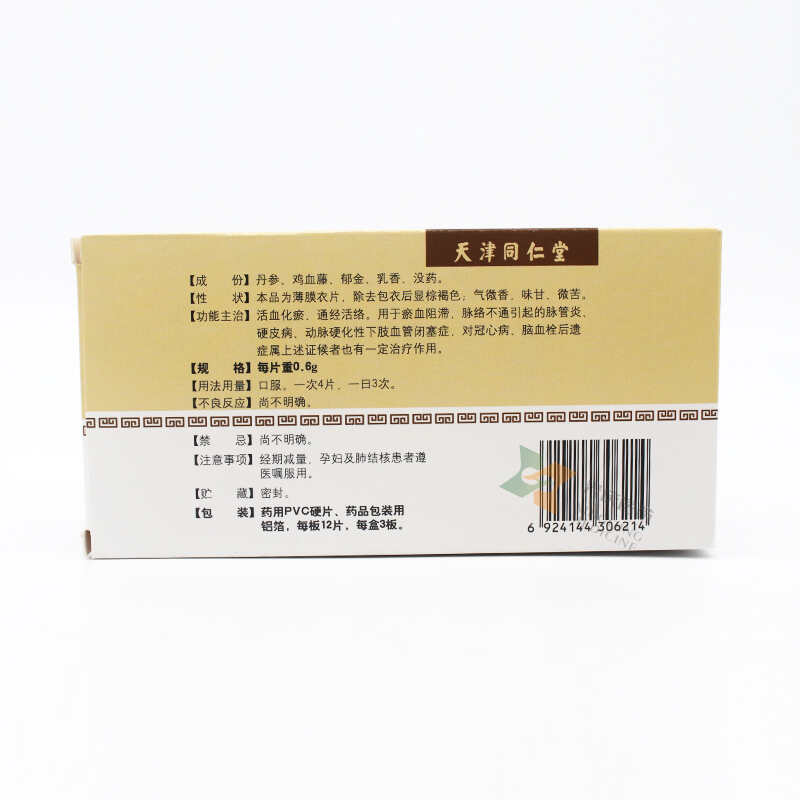 天津同仁堂
【成 份】丹参、鸡血藤、郁金、乳香、没药。
【性 状】本品为薄膜衣片，除去包衣后显棕褐色；气微香，味甘、微苦。
【功能主治】活血化瘀、通经活络。用于瘀血阻滞、脉络不通引起的脉管炎、
硬皮病、动脉硬化性下肢血管闭塞症、对冠心病、脑血栓后遗
症属上述证候者也有一定治疗作用。
【规 格】每片重0.6g
【用法用量】口服。一次4片，一日3次。
【不良反应】尚不明确。
【禁 忌】尚不明确。
【注意事项】经期减量，孕妇及肺结核患者遵
医嘱服用。
【贮 藏】密封。
【包 装】药用PVC硬片、药品包装用
铝箔，每板12片，每盒3板。
6 924144 306214